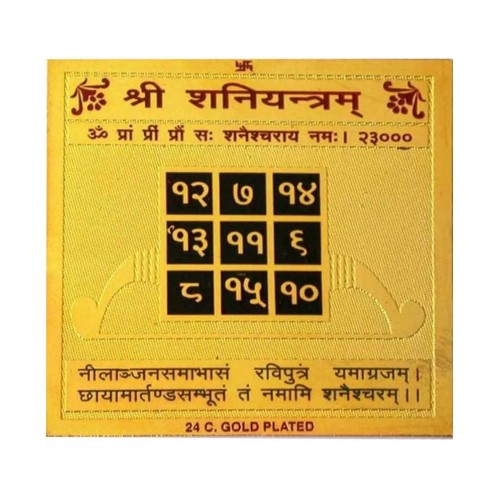 श्री शनियन्त्रम्
ॐ प्रां प्रीं प्रौं सः शनैश्चराय नमः। २३०००
१२ ७ १४
१३ ११ ९
८ १५ १०
नीलाञ्जनसमाभासं रविपुत्रं यमाग्रजम्।
छायामार्तण्डसम्भूतं तं नमामि शनैश्चरम्।।
24 C. GOLD PLATED